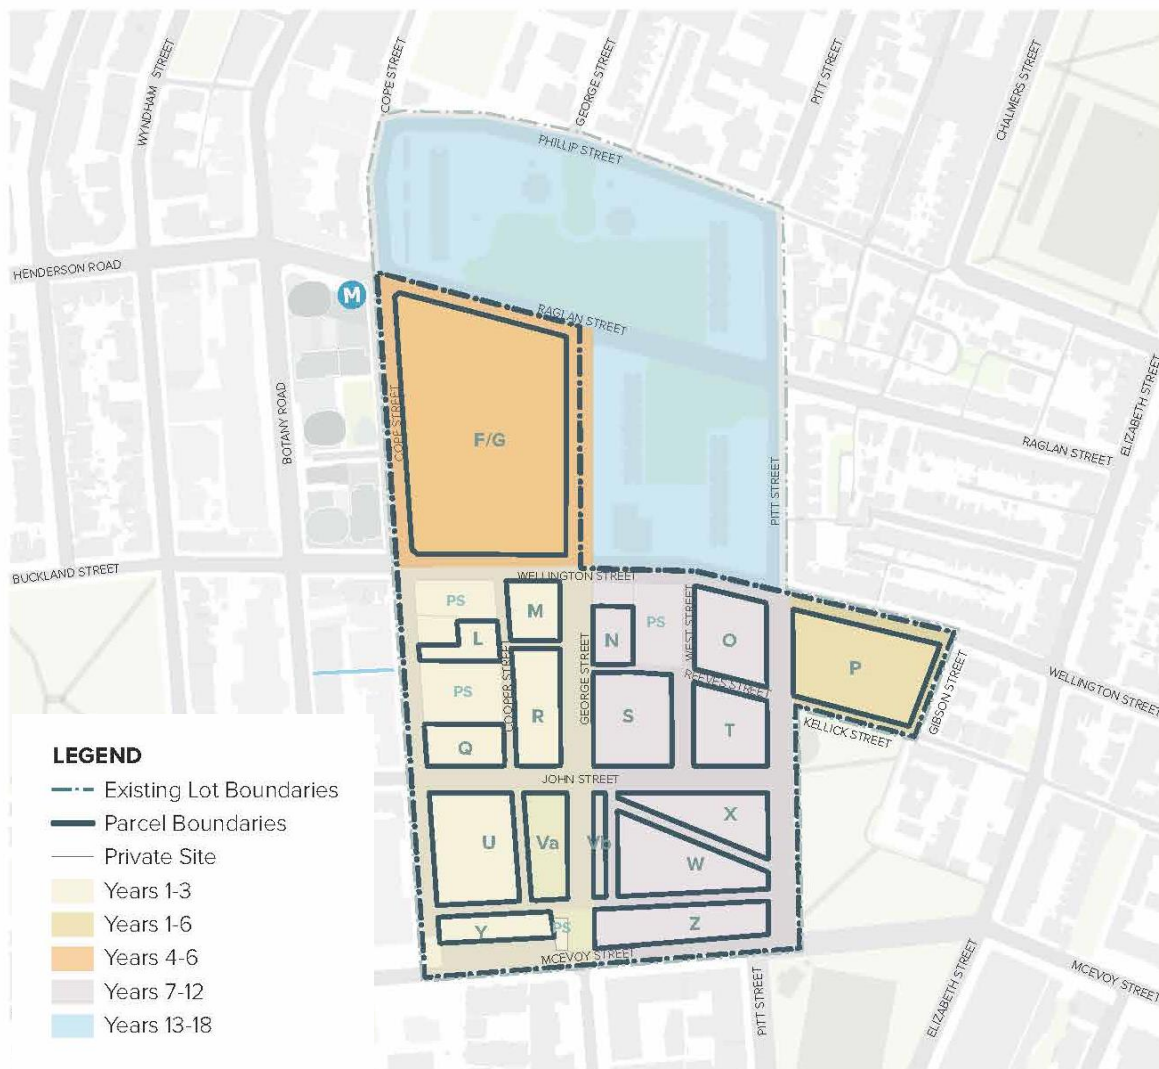 WYNDHAM STREET
COPE STREET
GEORGE STREET
PITT STREET
CHALMERS STREET
PHILLIP STREET
HENDERSON ROAD
M
RAGLAN STREET
BOTANY ROAD
COPE STREET
F/G
PITT STREET
RAGLAN STREET
ELIZABETH STREET
BUCKLAND STREET
WELLINGTON STREET
PS
M
L
N
PS
WEST STREET
O
P
COOPER STREET
GEORGE STREET
REEVES STREET
WELLINGTON STREET
GIBSON STREET
KELLICK STREET
PS
Q
R
S
T
JOHN STREET
U
Va
Vb
X
W
Y
PS
Z
MCEVOY STREET
PITT STREET
ELIZABETH STREET
MCEVOY STREET
LEGEND
Existing Lot Boundaries
Parcel Boundaries
Private Site
Years 1-3
Years 1-6
Years 4-6
Years 7-12
Years 13-18